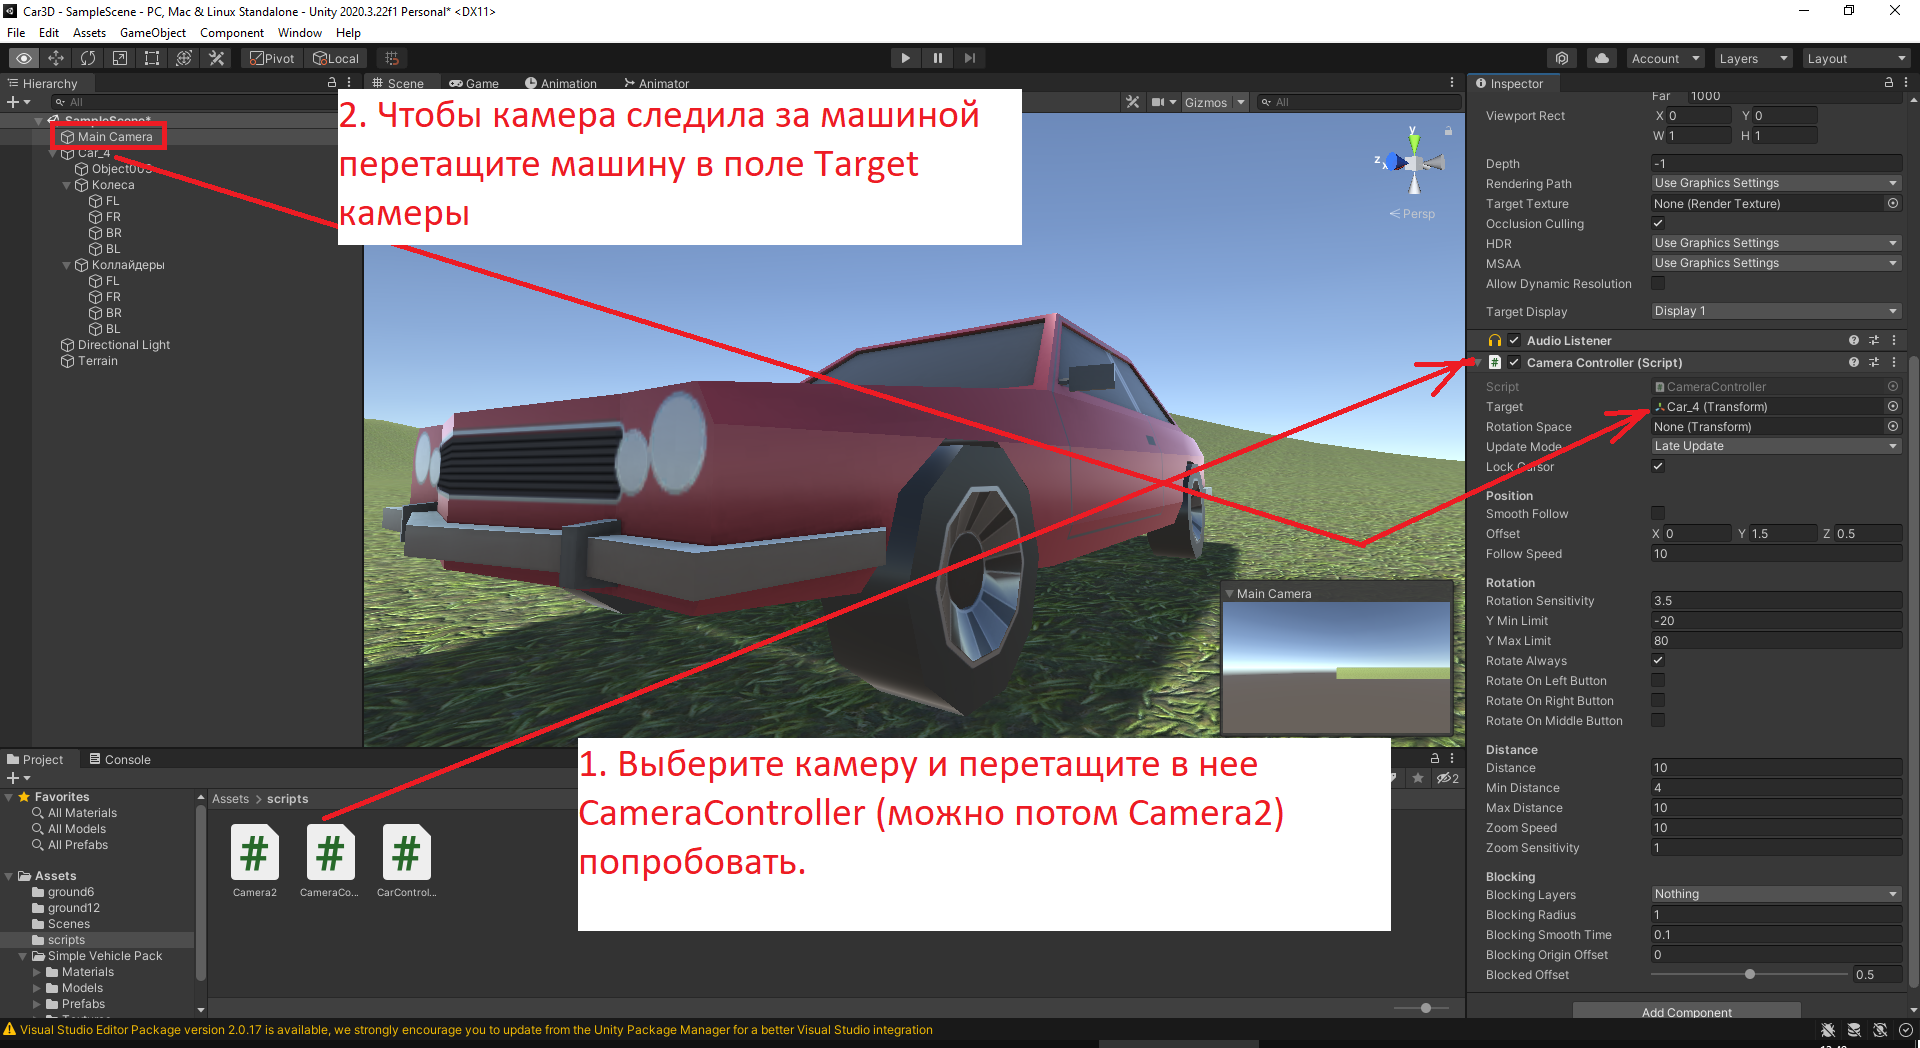 Car3D - SampleScene - PC, Mac & Linux Standalone - Unity 2020.3.22f1 Personal* <DX11>
File Edit Assets GameObject Component Window Help
Pivot Local Account Layers Layout
Hierarchy
All
SampleScene*
Main Camera
Car_4
Object003
Колеса
FL
FR
BR
BL
Коллайдеры
FL
FR
BR
BL
Directional Light
Terrain
Scene Game Animation Animator
Gizmos All
2. Чтобы камера следила за машиной
перетащите машину в поле Target
камеры
y
z
x
Persp
Main Camera
1. Выберите камеру и перетащите в нее
CameraController (можно потом Camera2)
попробовать.
Inspector
Far 1000
Viewport Rect X 0 Y 0
W 1 H 1
Depth -1
Rendering Path Use Graphics Settings
Target Texture None (Render Texture)
Occlusion Culling
HDR Use Graphics Settings
MSAA Use Graphics Settings
Allow Dynamic Resolution
Target Display Display 1
Audio Listener
# Camera Controller (Script)
Script CameraController
Target Car_4 (Transform)
Rotation Space None (Transform)
Update Mode Late Update
Lock Cursor
Position
Smooth Follow
Offset X 0 Y 1.5 Z 0.5
Follow Speed 10
Rotation
Rotation Sensitivity 3.5
Y Min Limit -20
Y Max Limit 80
Rotate Always
Rotate On Left Button
Rotate On Right Button
Rotate On Middle Button
Distance
Distance 10
Min Distance 4
Max Distance 10
Zoom Speed 10
Zoom Sensitivity 1
Blocking
Blocking Layers Nothing
Blocking Radius 1
Blocking Smooth Time 0.1
Blocking Origin Offset 0
Blocked Offset 0.5
Add Component
Project Console
2
Favorites
All Materials
All Models
All Prefabs
Assets
ground6
ground12
Scenes
scripts
Simple Vehicle Pack
Materials
Models
Prefabs
Assets > scripts
# # #
Camera2 CameraCo... CarControl...
Visual Studio Editor Package version 2.0.17 is available, we strongly encourage you to update from the Unity Package Manager for a better Visual Studio integration